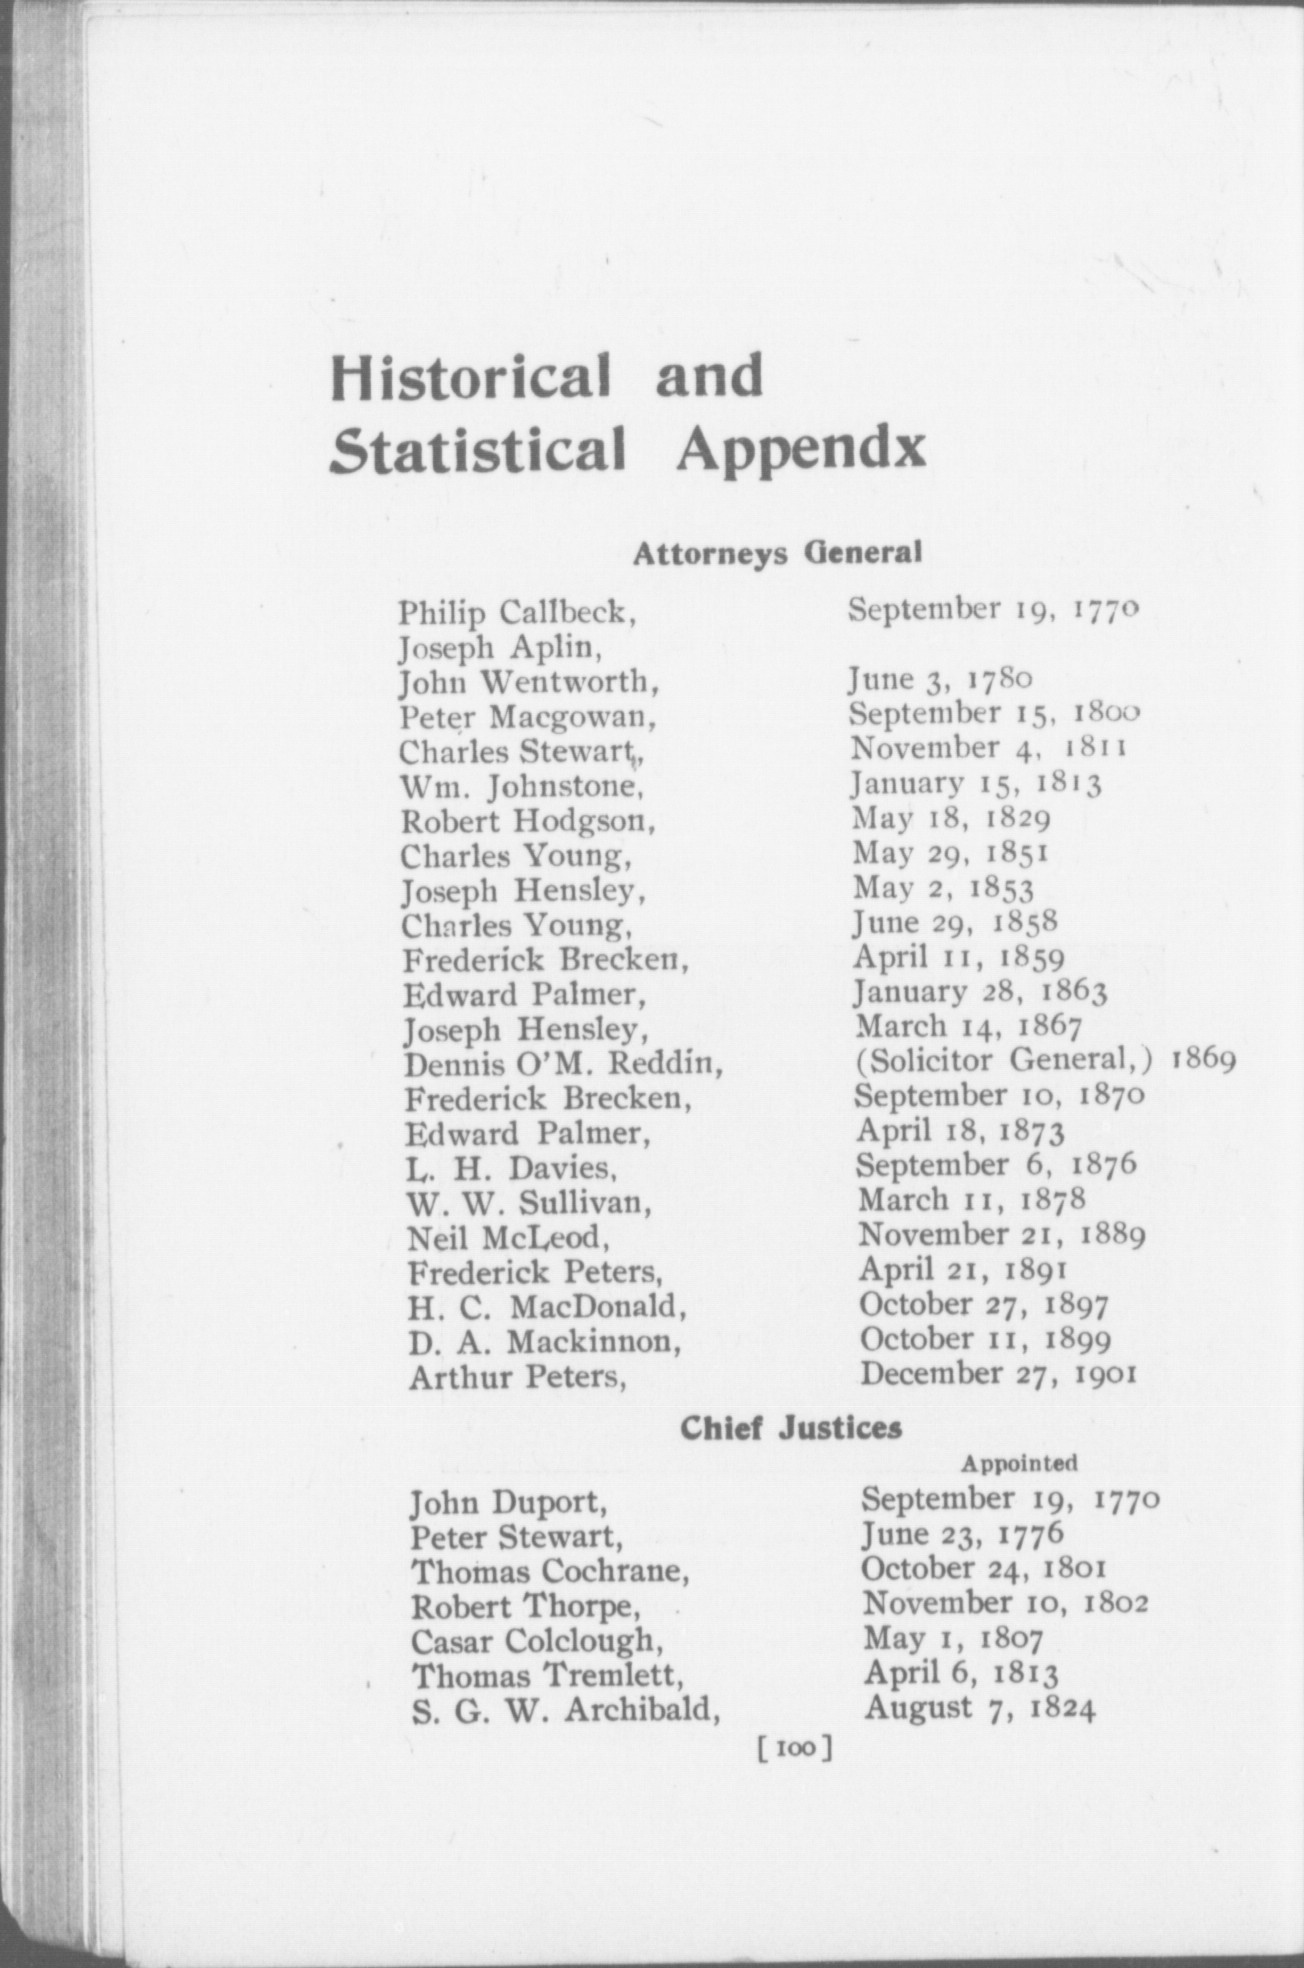 Historical and
Statistical Appendx
Attorneys General
Philip Callbeck, September 19, 1770
Joseph Aplin,
John Wentworth, June 3, 1780
Peter Macgowan, September 15, 1800
Charles Stewart, November 4, 1811
Wm. Johnstone, January 15, 1813
Robert Hodgson, May 18, 1829
Charles Young, May 29, 1851
Joseph Hensley, May 2, 1853
Charles Young, June 29, 1858
Frederick Brecken, April 11, 1859
Edward Palmer, January 28, 1863
Joseph Hensley, March 14, 1867
Dennis O'M. Reddin, (Solicitor General,) 1869
Frederick Brecken, September 10, 1870
Edward Palmer, April 18, 1873
L. H. Davies, September 6, 1876
W. W. Sullivan, March 11, 1878
Neil McLeod, November 21, 1889
Frederick Peters, April 21, 1891
H. C. MacDonald, October 27, 1897
D. A. Mackinnon, October 11, 1899
Arthur Peters, December 27, 1901
Chief Justices
Appointed
John Duport, September 19, 1770
Peter Stewart, June 23, 1776
Thomas Cochrane, October 24, 1801
Robert Thorpe, November 10, 1802
Casar Colclough, May 1, 1807
Thomas Tremlett, April 6, 1813
S. G. W. Archibald, August 7, 1824
[ 100 ]